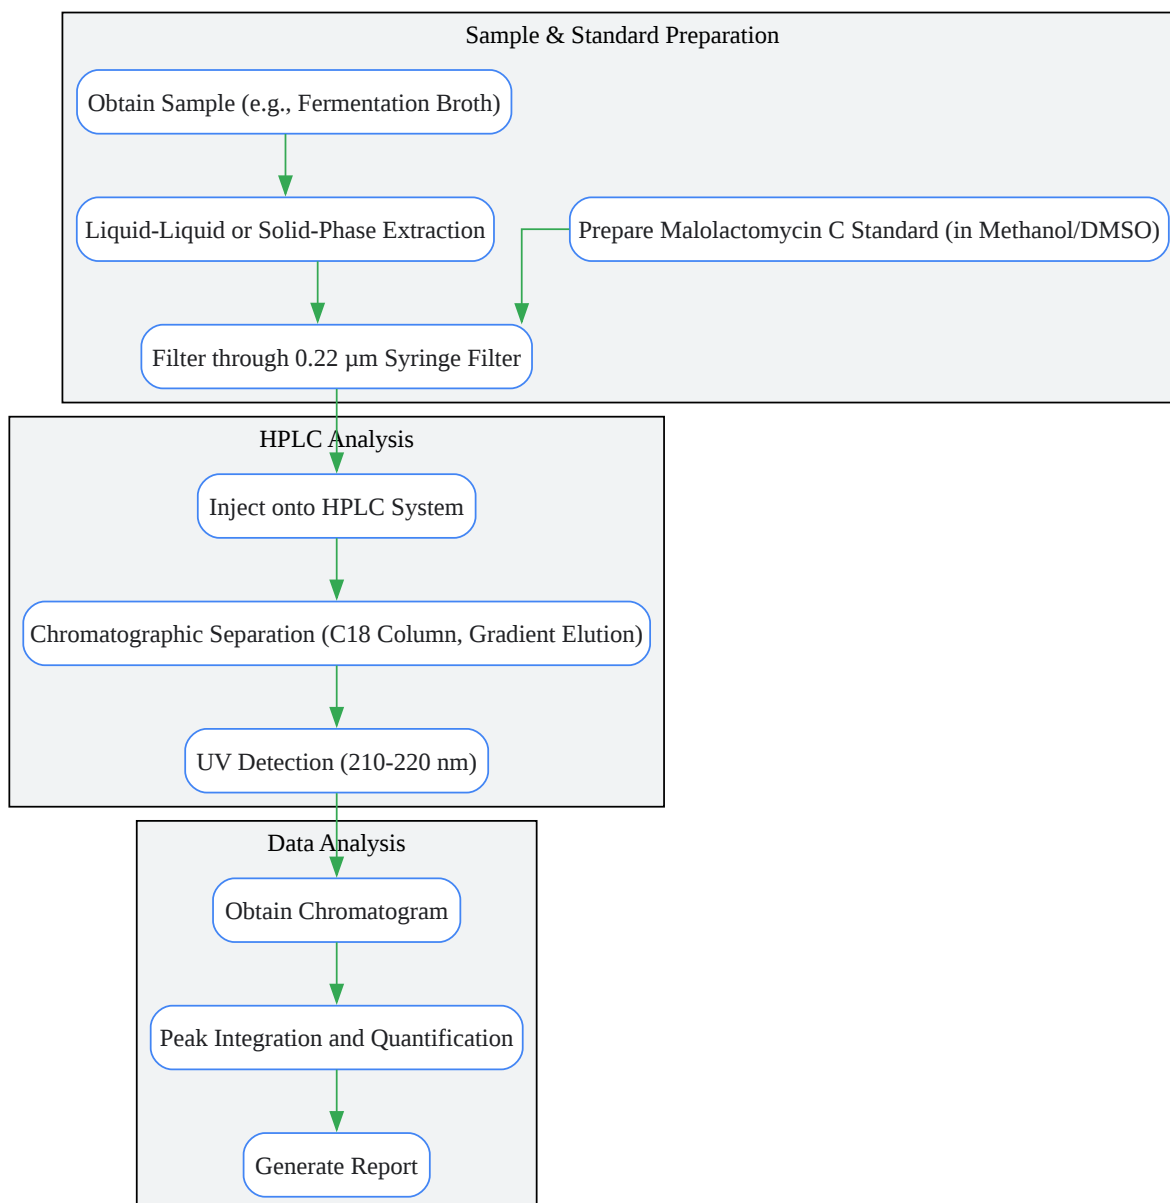 Sample & Standard Preparation
Obtain Sample (e.g., Fermentation Broth)
Liquid-Liquid or Solid-Phase Extraction
Prepare Malolactomycin C Standard (in Methanol/DMSO)
Filter through 0.22 µm Syringe Filter
HPLC Analysis
Inject onto HPLC System
Chromatographic Separation (C18 Column, Gradient Elution)
UV Detection (210-220 nm)
Data Analysis
Obtain Chromatogram
Peak Integration and Quantification
Generate Report